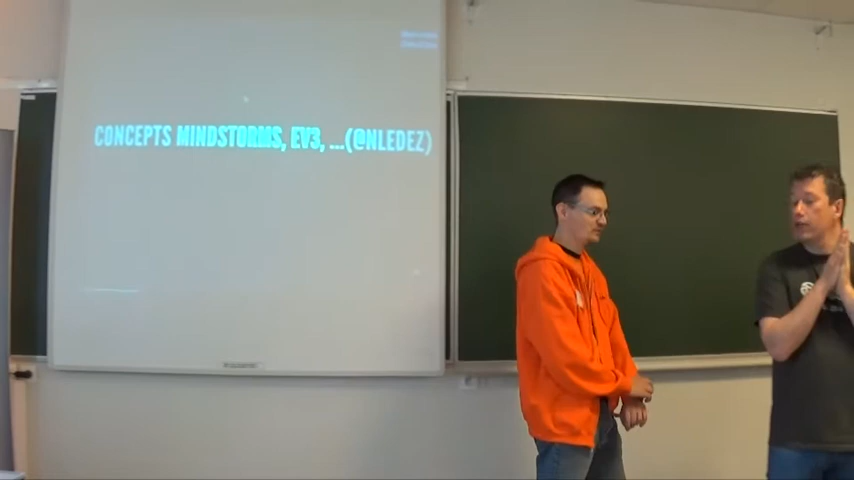 CONCEPTS MINDSTORMS, EV3, ...(@NLEDEZ)